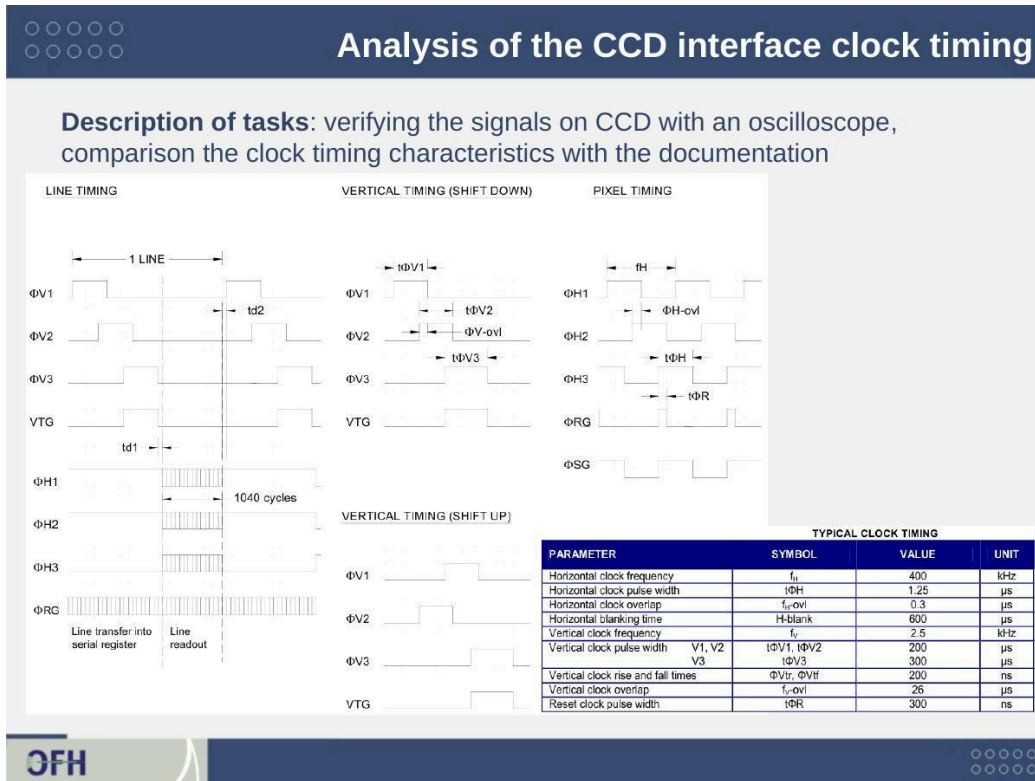 Analysis of the CCD interface clock timing
Description of tasks: verifying the signals on CCD with an oscilloscope,
comparison the clock timing characteristics with the documentation
LINE TIMING
1 LINE
ΦV1
td2
ΦV2
ΦV3
VTG
td1
ΦH1
1040 cycles
ΦH2
ΦH3
ΦRG
Line transfer into
serial register
Line
readout
VERTICAL TIMING (SHIFT DOWN)
tΦV1
ΦV1
tΦV2
ΦV2
ΦV-ovl
tΦV3
ΦV3
VTG
PIXEL TIMING
fH
ΦH1
ΦH-ovl
ΦH2
tΦH
ΦH3
tΦR
ΦRG
ΦSG
VERTICAL TIMING (SHIFT UP)
ΦV1
ΦV2
ΦV3
VTG
TYPICAL CLOCK TIMING
PARAMETER SYMBOL VALUE UNIT
Horizontal clock frequency fH 400 kHz
Horizontal clock pulse width tΦH 1.25 µs
Horizontal clock overlap fH-ovl 0.3 µs
Horizontal blanking time H-blank 600 µs
Vertical clock frequency fV 2.5 kHz
Vertical clock pulse width V1, V2 tΦV1, tΦV2 200 µs
V3 tΦV3 300 µs
Vertical clock rise and fall times ΦVtr, ΦVtf 200 ns
Vertical clock overlap fV-ovl 26 µs
Reset clock pulse width tΦR 300 ns
OFH